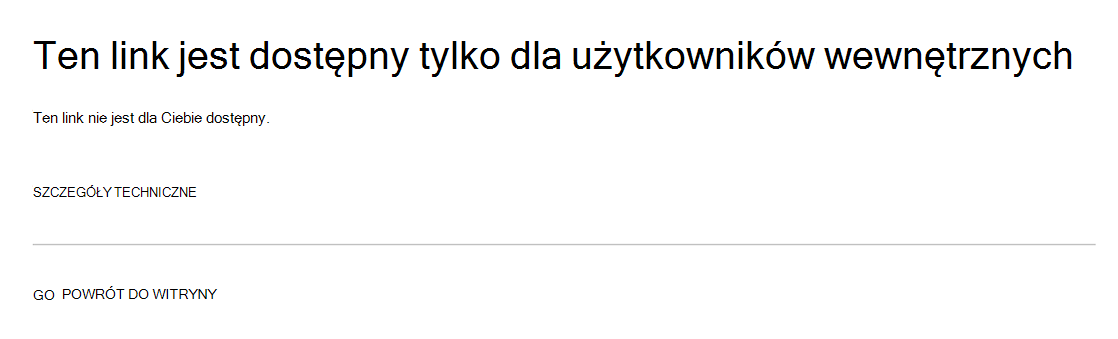 Ten link jest dostępny tylko dla użytkowników wewnętrznych
Ten link nie jest dla Ciebie dostępny.
SZCZEGÓŁY TECHNICZNE
GO POWRÓT DO WITRYNY